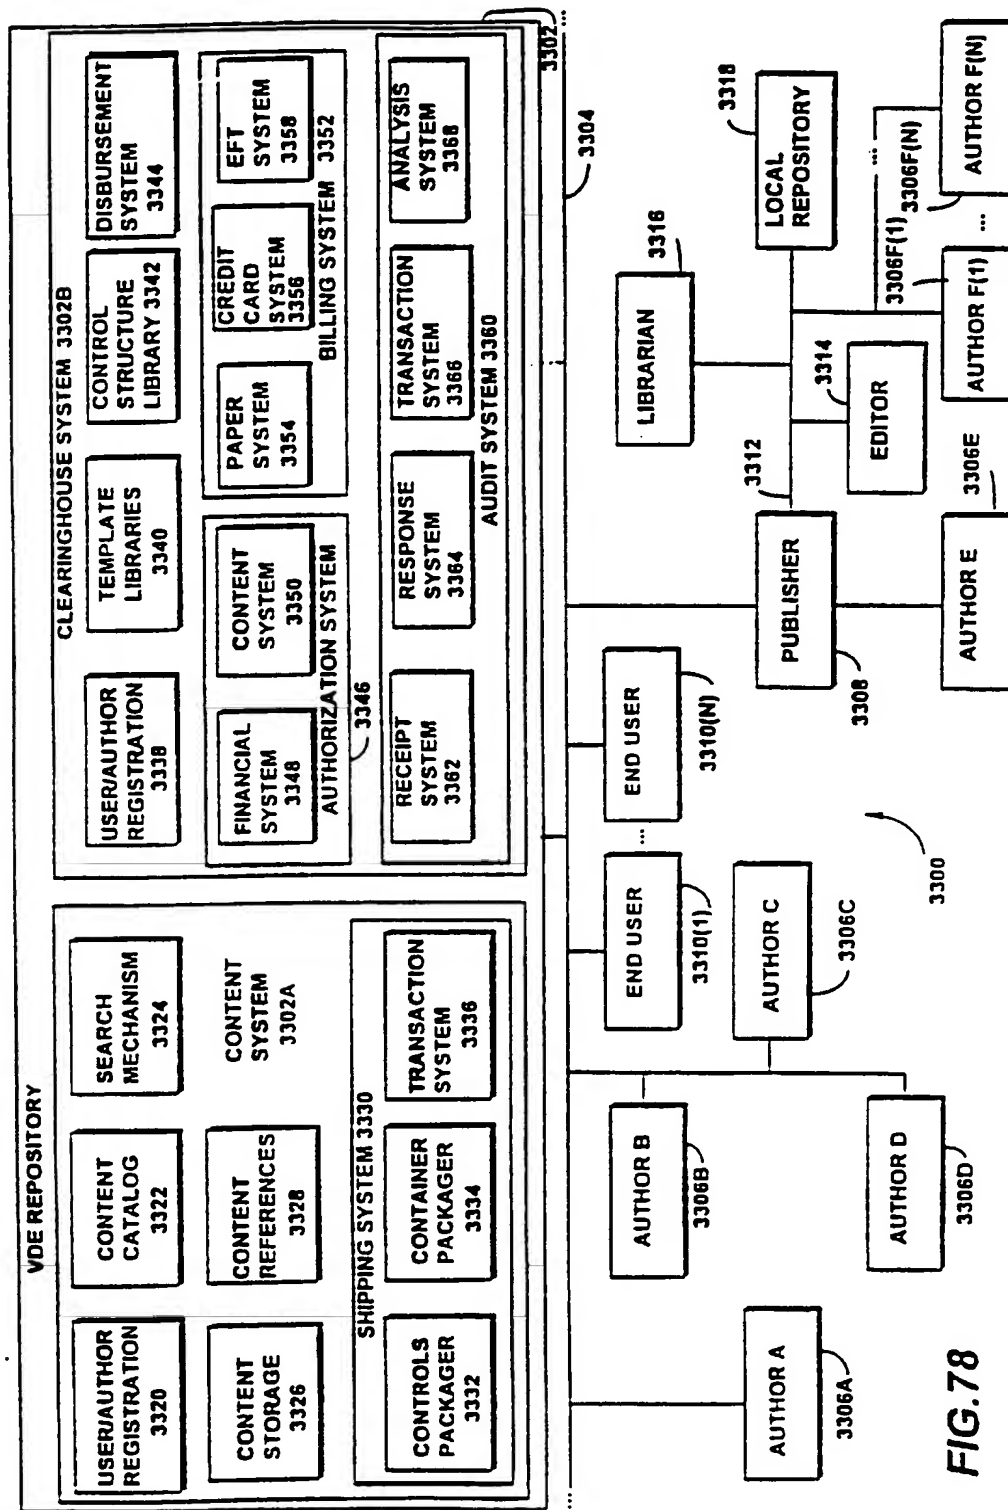 VDE REPOSITORY
USER/AUTHOR
REGISTRATION
3320
CONTENT
CATALOG
3322
SEARCH
MECHANISM
3324
CONTENT
STORAGE
3326
CONTENT
REFERENCES
3328
CONTENT
SYSTEM
3302A
SHIPPING SYSTEM 3330
CONTROLS
PACKAGER
3332
CONTAINER
PACKAGER
3334
TRANSACTION
SYSTEM
3336
CLEARINGHOUSE SYSTEM 3302B
USER/AUTHOR
REGISTRATION
3338
TEMPLATE
LIBRARIES
3340
CONTROL
STRUCTURE
LIBRARY 3342
DISBURSEMENT
SYSTEM
3344
FINANCIAL
SYSTEM
3348
CONTENT
SYSTEM
3350
AUTHORIZATION SYSTEM
3346
PAPER
SYSTEM
3354
CREDIT
CARD
SYSTEM
3356
EFT
SYSTEM
3358
BILLING SYSTEM 3352
RECEIPT
SYSTEM
3362
RESPONSE
SYSTEM
3364
TRANSACTION
SYSTEM
3366
ANALYSIS
SYSTEM
3368
AUDIT SYSTEM 3360
3302
...
...
3304
AUTHOR A
3306A
AUTHOR B
3306B
AUTHOR C
3306C
AUTHOR D
3306D
END USER
3310(1)
...
END USER
3310(N)
3300
PUBLISHER
3308
3312
AUTHOR E
3306E
EDITOR
3314
LIBRARIAN
3316
LOCAL
REPOSITORY
3318
AUTHOR F(1)
3306F(1)
...
...
AUTHOR F(N)
3306F(N)
FIG.78